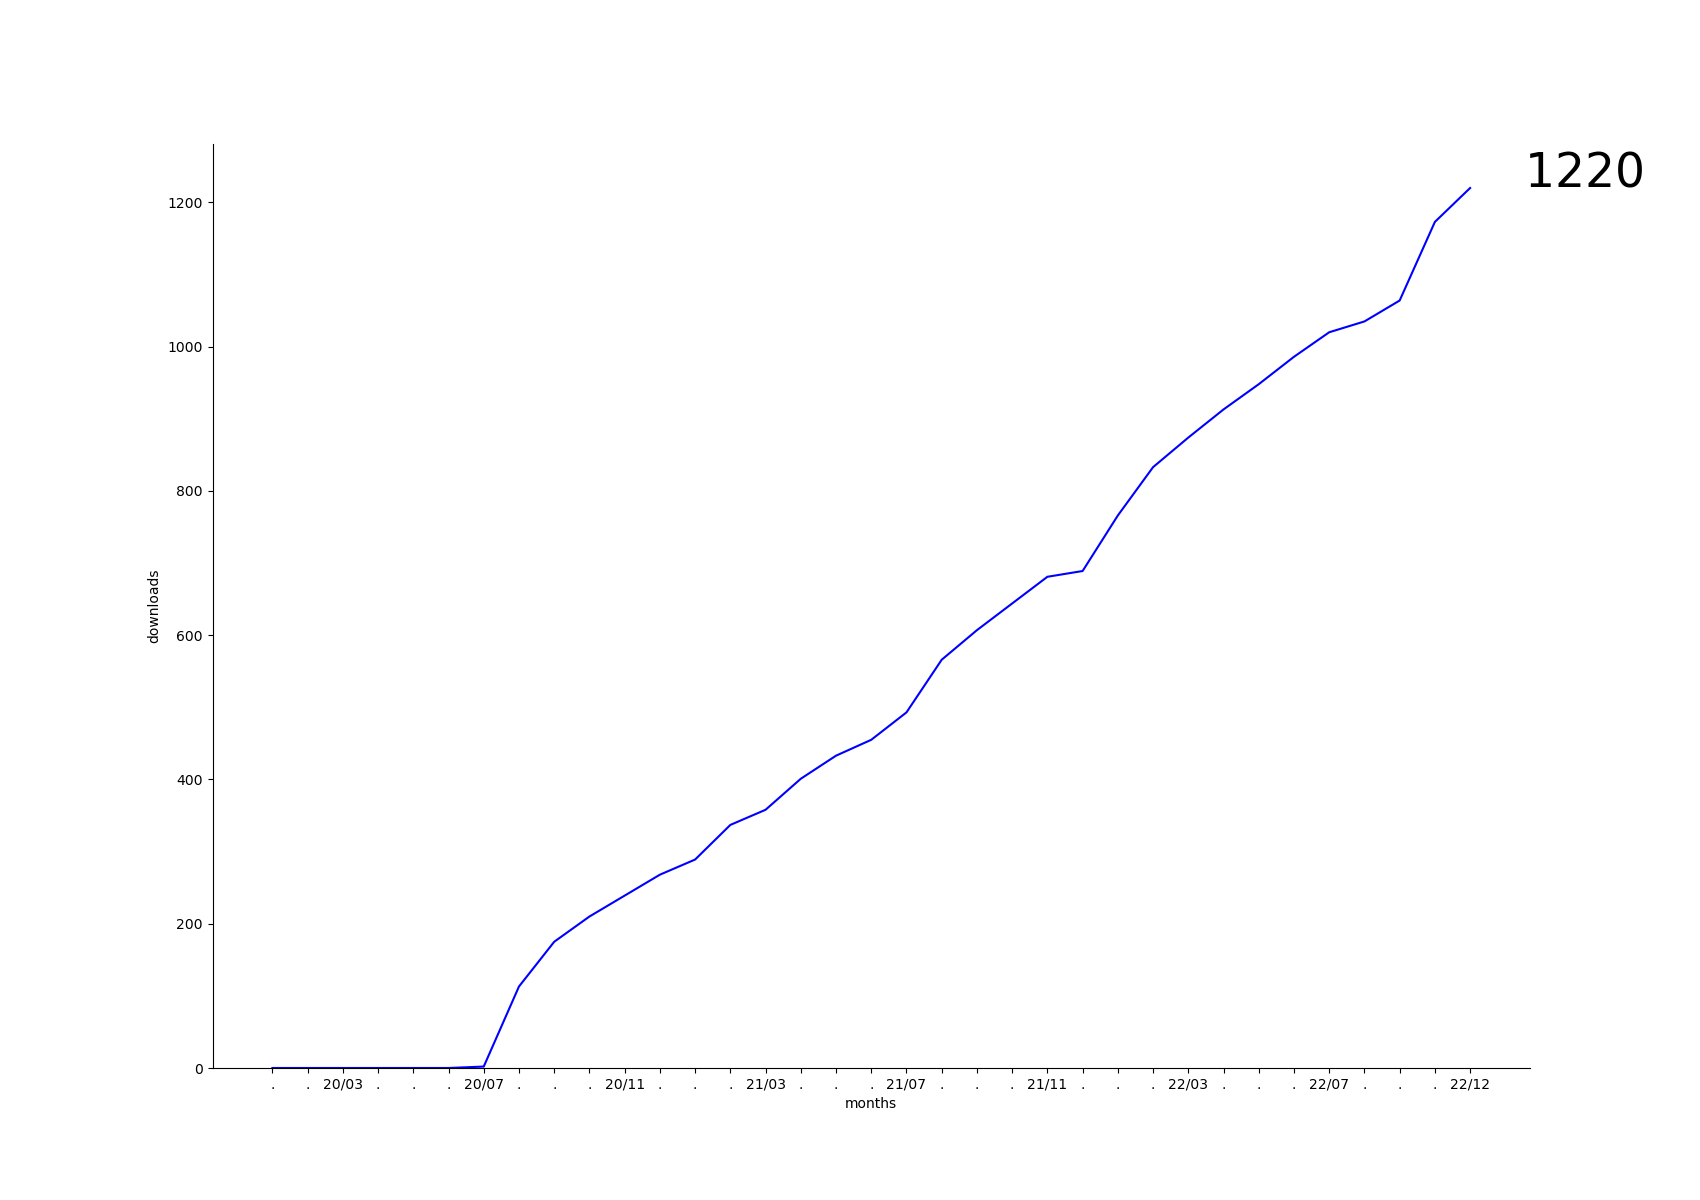 1220
1200
1000
800
600
400
200
0
downloads
. . 20/03 . . . 20/07 . . . 20/11 . . . 21/03 . . . 21/07 . . . 21/11 . . . 22/03 . . . 22/07 . . . 22/12
months